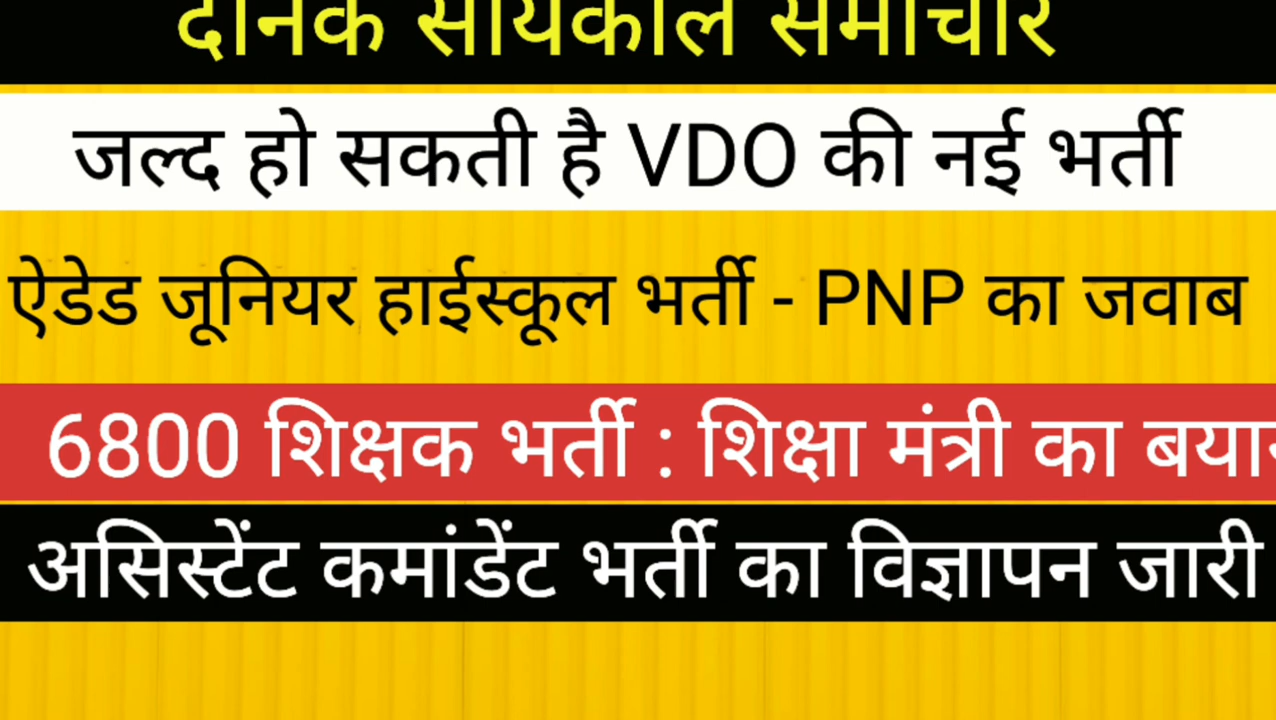 दैनिक सायंकाल समाचार
जल्द हो सकती है VDO की नई भर्ती
ऐडेड जूनियर हाईस्कूल भर्ती - PNP का जवाब
6800 शिक्षक भर्ती : शिक्षा मंत्री का बयान
असिस्टेंट कमांडेंट भर्ती का विज्ञापन जारी